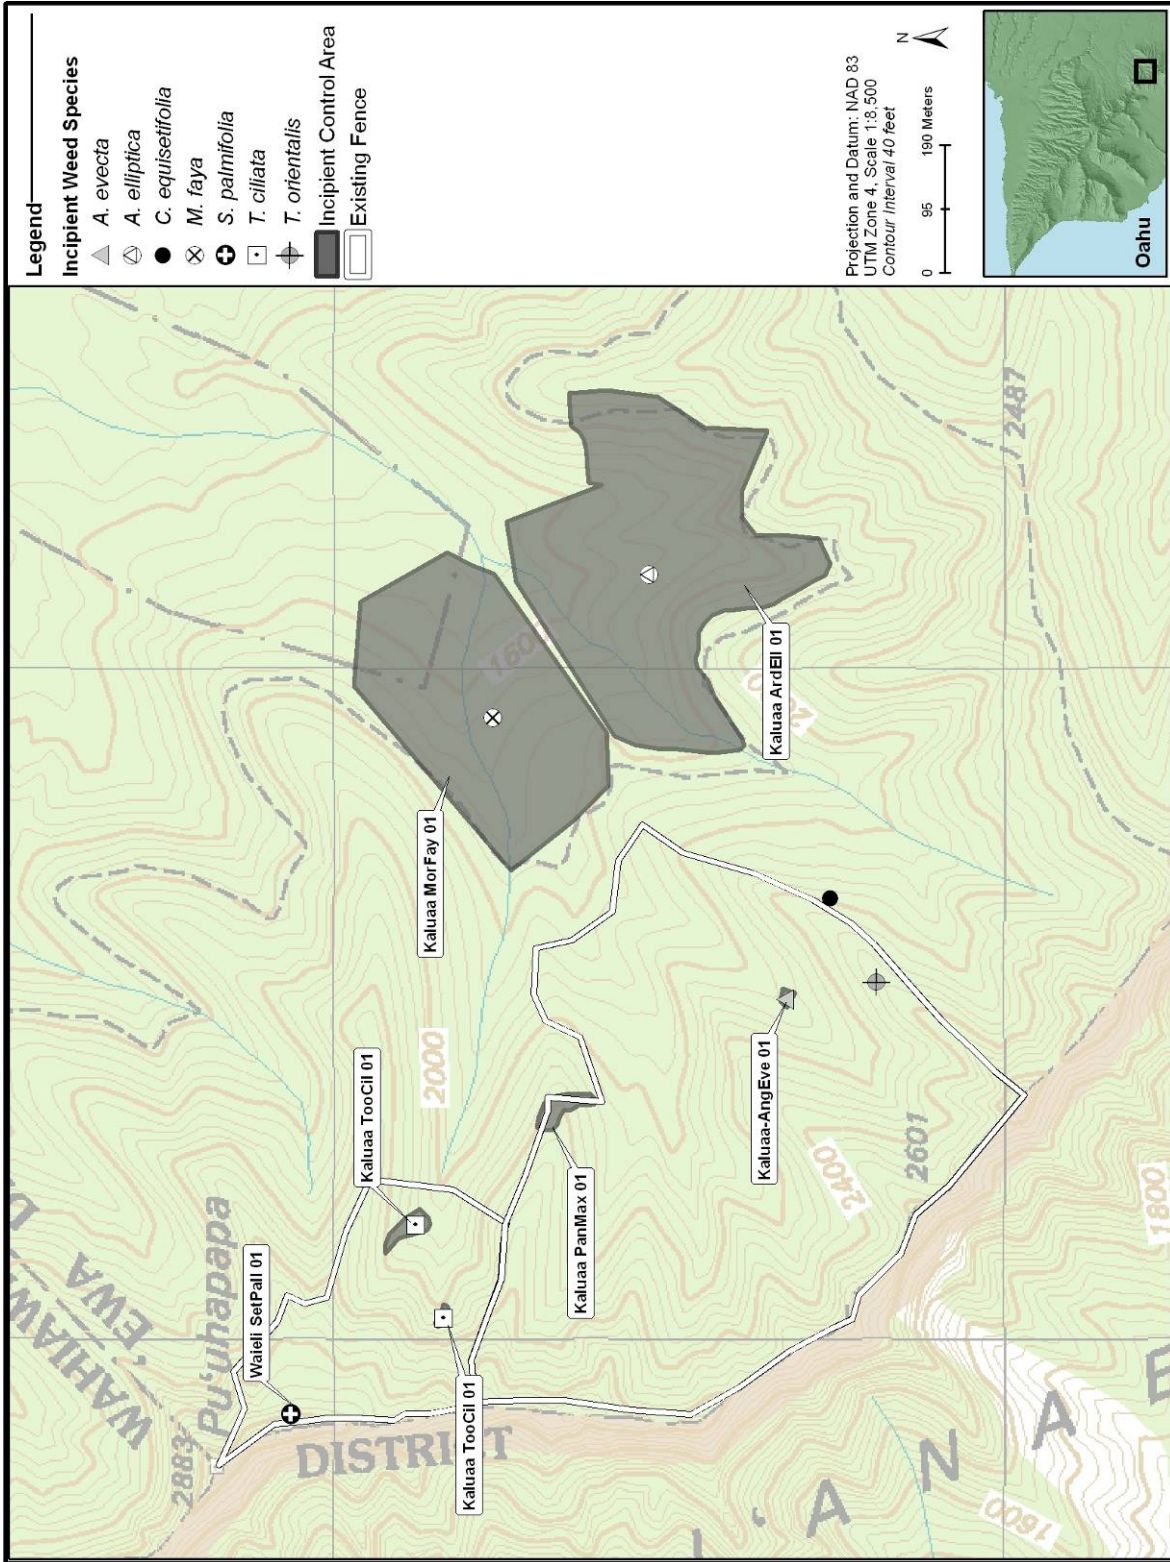 WAHIAW
'EWA
2883
Pu'uhapapa
Waieli SetPall 01
DISTRICT
Kaluaa TooCil 01
2000
Kaluaa MorFay 01
Kaluaa TooCil 01
1600
Kaluaa PanMax 01
Kaluaa-AngEve 01
Kaluaa ArdEll 01
2400
2601
2487
'A N A E
1600
1800
Legend
Incipient Weed Species
A. evecta
A. elliptica
C. equisetifolia
M. faya
S. palmifolia
T. ciliata
T. orientalis
Incipient Control Area
Existing Fence
Projection and Datum: NAD 83
UTM Zone 4, Scale 1:8,500
Contour Interval 40 feet
N
0 95 190 Meters
Oahu